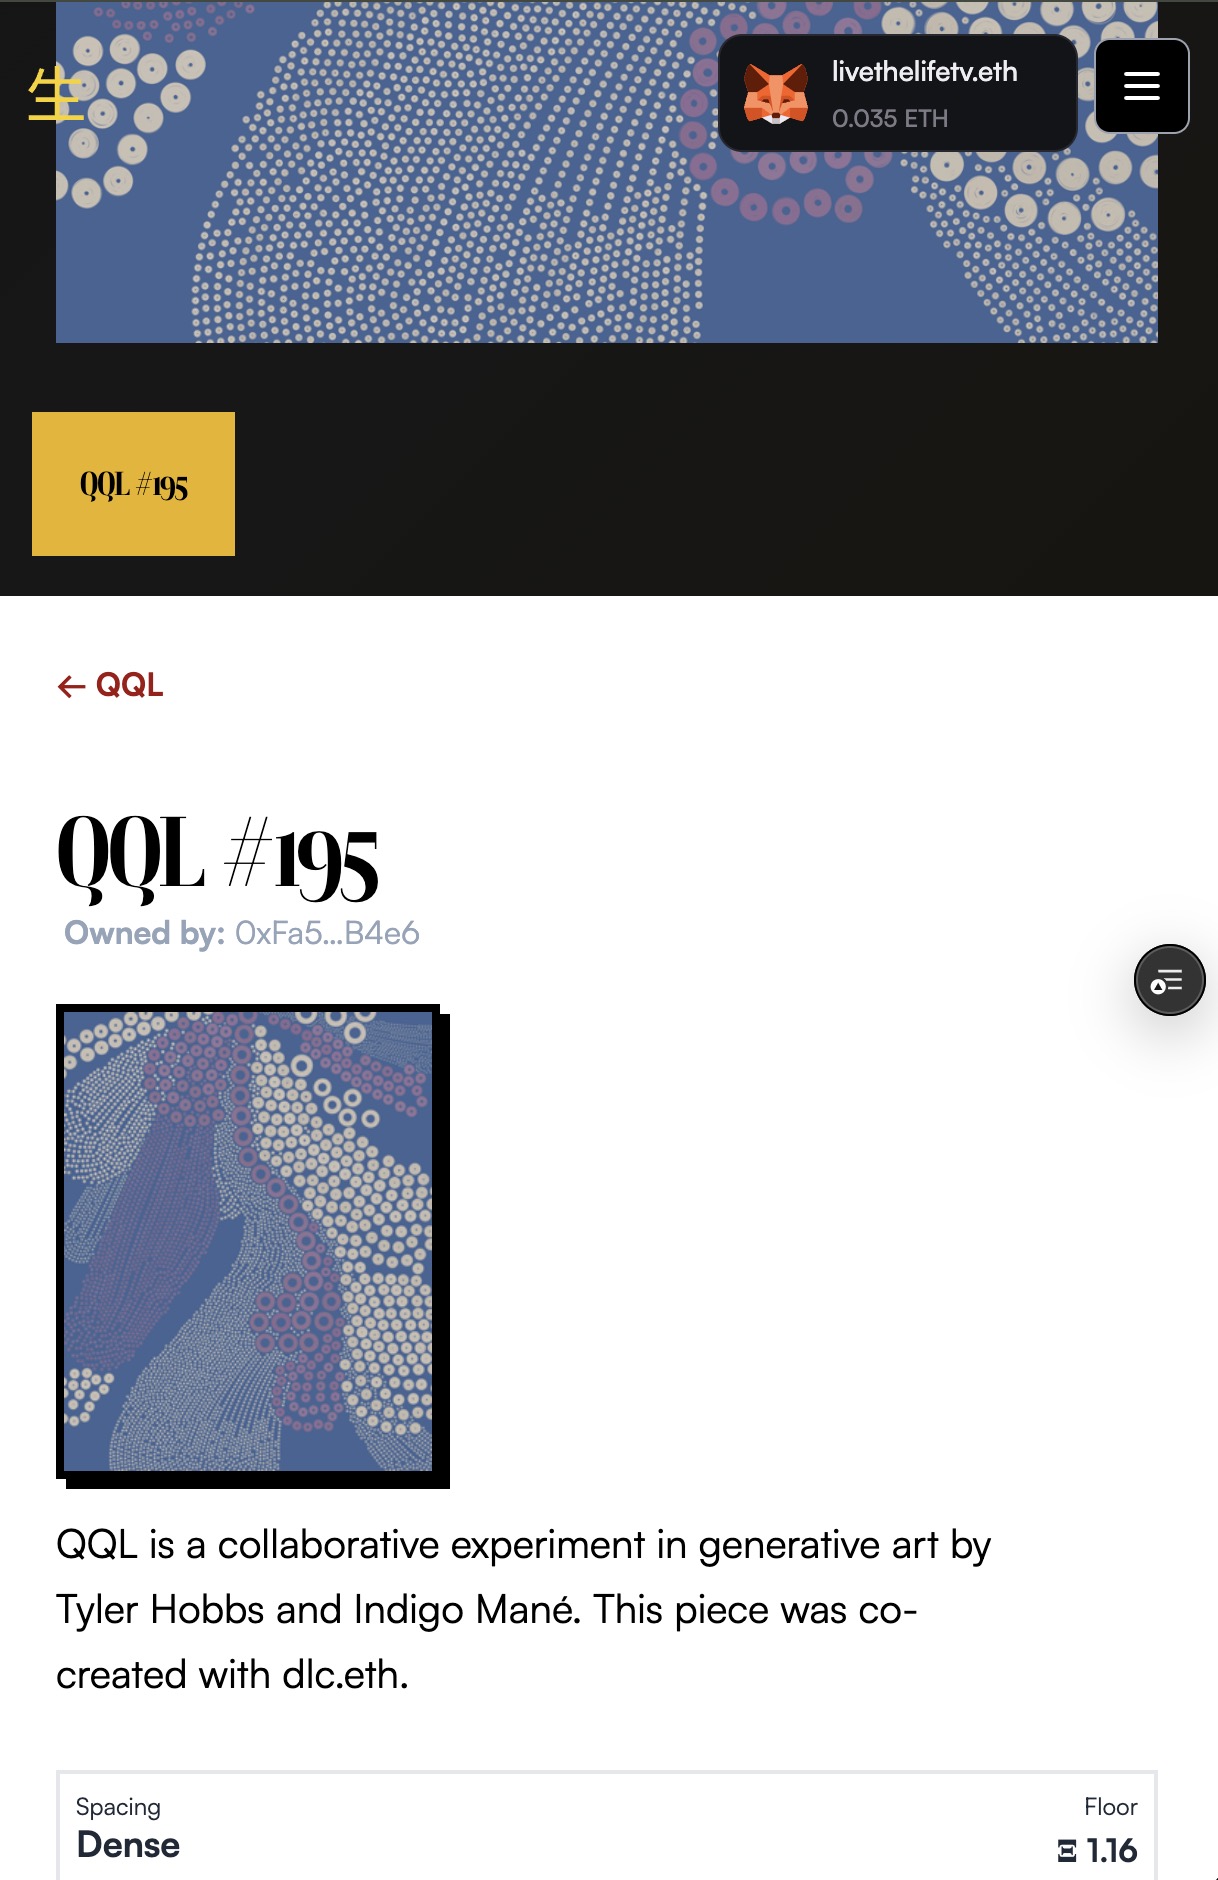 生
livethelifetv.eth
0.035 ETH
QQL #195
← QQL
QQL #195
Owned by: 0xFa5...B4e6
QQL is a collaborative experiment in generative art by
Tyler Hobbs and Indigo Mané. This piece was co-
created with dlc.eth.
Spacing
Floor
Dense
Ξ 1.16